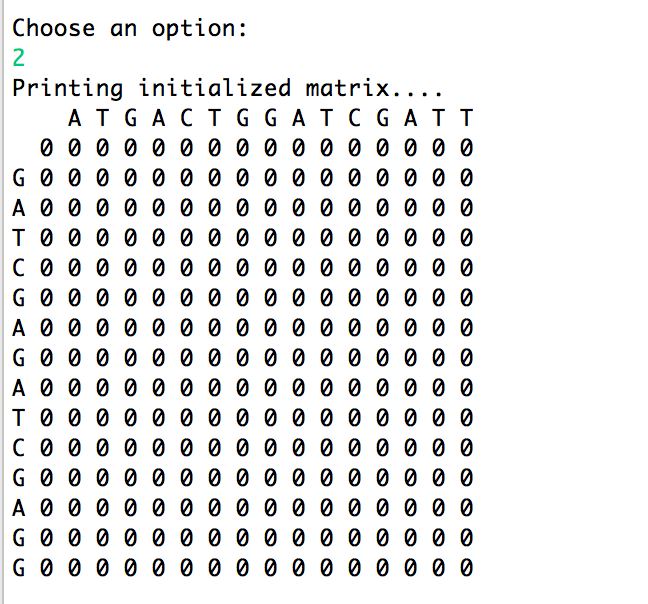 Choose an option:
2
Printing initialized matrix....
    A T G A C T G G A T C G A T T
  0 0 0 0 0 0 0 0 0 0 0 0 0 0 0 0
G 0 0 0 0 0 0 0 0 0 0 0 0 0 0 0 0
A 0 0 0 0 0 0 0 0 0 0 0 0 0 0 0 0
T 0 0 0 0 0 0 0 0 0 0 0 0 0 0 0 0
C 0 0 0 0 0 0 0 0 0 0 0 0 0 0 0 0
G 0 0 0 0 0 0 0 0 0 0 0 0 0 0 0 0
A 0 0 0 0 0 0 0 0 0 0 0 0 0 0 0 0
G 0 0 0 0 0 0 0 0 0 0 0 0 0 0 0 0
A 0 0 0 0 0 0 0 0 0 0 0 0 0 0 0 0
T 0 0 0 0 0 0 0 0 0 0 0 0 0 0 0 0
C 0 0 0 0 0 0 0 0 0 0 0 0 0 0 0 0
G 0 0 0 0 0 0 0 0 0 0 0 0 0 0 0 0
A 0 0 0 0 0 0 0 0 0 0 0 0 0 0 0 0
G 0 0 0 0 0 0 0 0 0 0 0 0 0 0 0 0
G 0 0 0 0 0 0 0 0 0 0 0 0 0 0 0 0